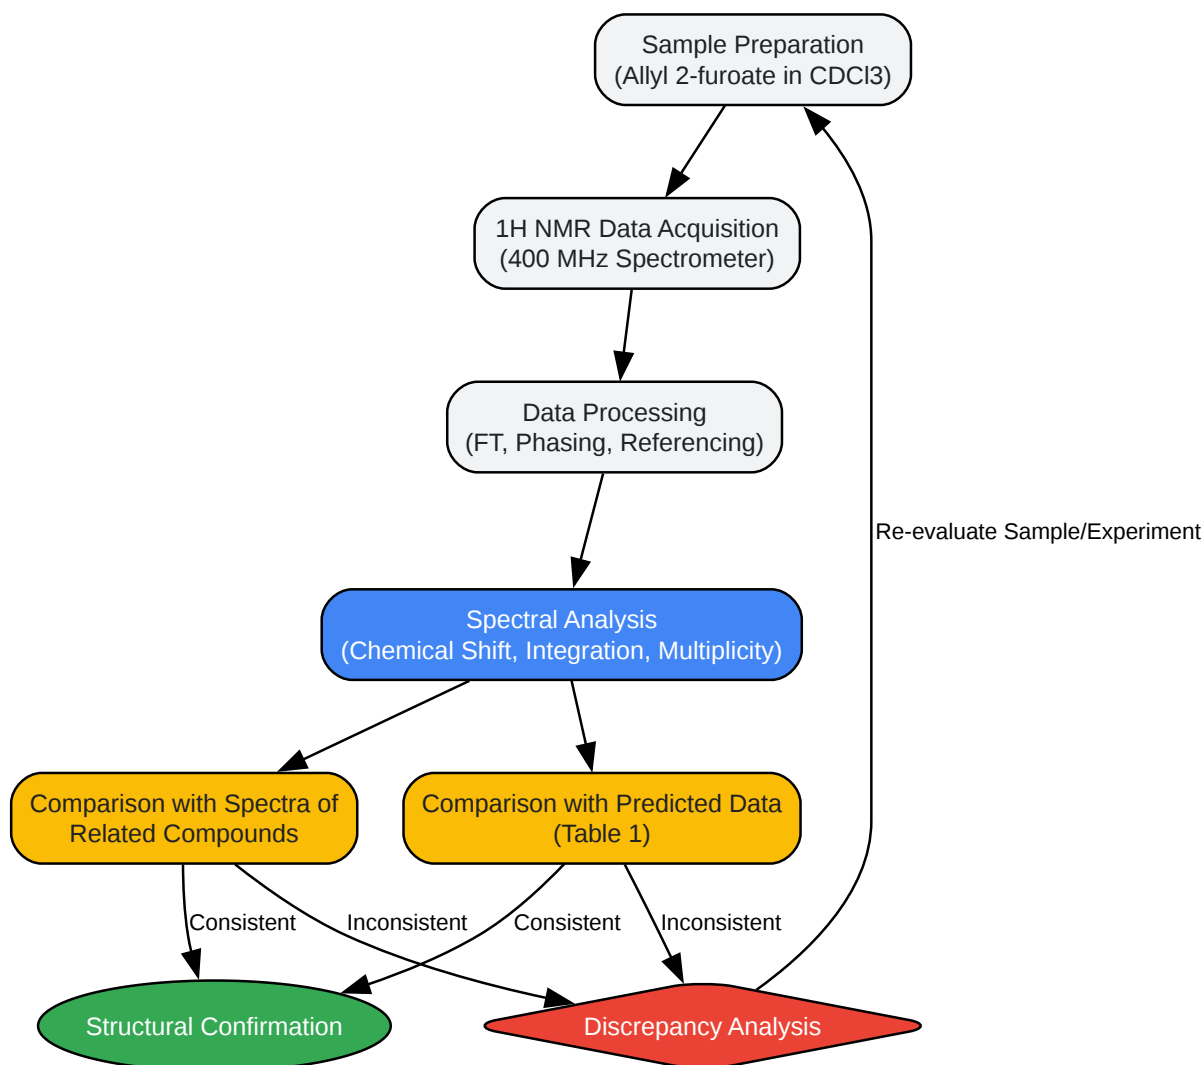 Sample Preparation
(Allyl 2-furoate in CDCl3)
1H NMR Data Acquisition
(400 MHz Spectrometer)
Data Processing
(FT, Phasing, Referencing)
Re-evaluate Sample/Experiment
Spectral Analysis
(Chemical Shift, Integration, Multiplicity)
Comparison with Spectra of
Related Compounds
Comparison with Predicted Data
(Table 1)
Consistent
Inconsistent
Consistent
Inconsistent
Structural Confirmation
Discrepancy Analysis